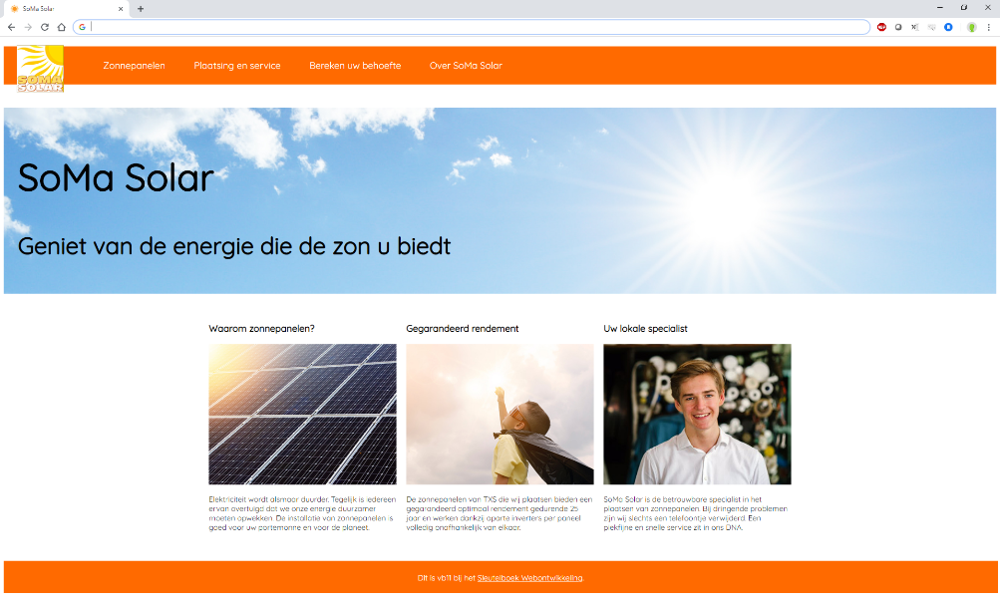 SoMa Solar
SOMA
SOLAR
Zonnepanelen
Plaatsing en service
Bereken uw behoefte
Over SoMa Solar
SoMa Solar
Geniet van de energie die de zon u biedt
Waarom zonnepanelen?
Elektriciteit wordt alsmaar duurder. Tegelijk is iedereen
ervan overtuigd dat we onze energie duurzamer
moeten opwekken. De installatie van zonnepanelen is
goed voor uw portemonne en voor de planeet.
Gegarandeerd rendement
De zonnepanelen van TXS die wij plaatsen bieden een
gegarandeerd optimaal rendement gedurende 25
jaar en werken dankzij aparte inverters per paneel
volledig onafhankelijk van elkaar.
Uw lokale specialist
SoMa Solar is de betrouwbare specialist in het
plaatsen van zonnepanelen. Bij dringende problemen
zijn wij slechts een telefoontje verwijderd. Een
piekfijne en snelle service zit in ons DNA.
Dit is vb11 bij het Sleutelboek Webontwikkeling.